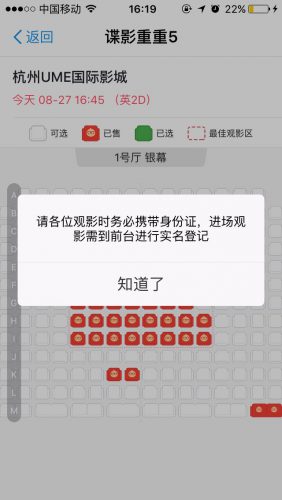 中国移动 16:19 22%
返回 谍影重重5
杭州UME国际影城
今天 08-27 16:45 （英2D）
可选 已售 已选 最佳观影区
1号厅 银幕
A
请各位观影时务必携带身份证，进场观
影需到前台进行实名登记
知道了
G
H
I
J
K
L
M